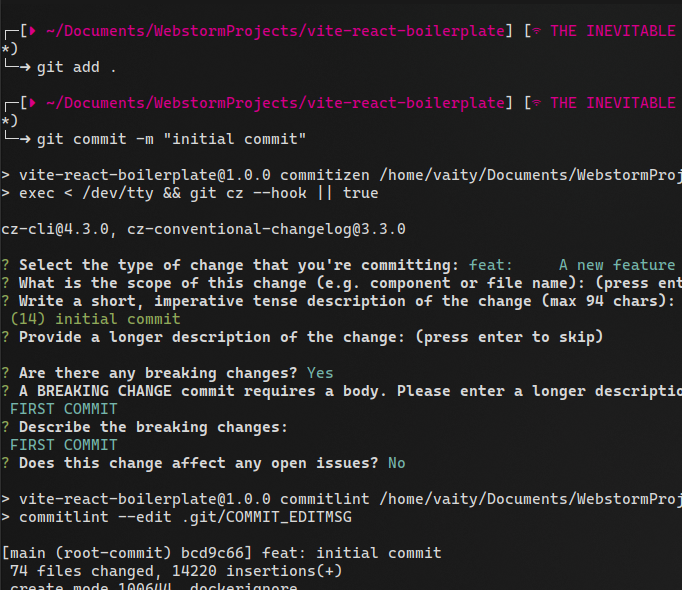 ┌─[ ~/Documents/WebstormProjects/vite-react-boilerplate] [ THE INEVITABLE
*)
└─➜ git add .
┌─[ ~/Documents/WebstormProjects/vite-react-boilerplate] [ THE INEVITABLE
*)
└─➜ git commit -m "initial commit"
> vite-react-boilerplate@1.0.0 commitizen /home/vaity/Documents/WebstormProj
> exec < /dev/tty && git cz --hook || true
cz-cli@4.3.0, cz-conventional-changelog@3.3.0
? Select the type of change that you're committing: feat:     A new feature
? What is the scope of this change (e.g. component or file name): (press ent
? Write a short, imperative tense description of the change (max 94 chars):
 (14) initial commit
? Provide a longer description of the change: (press enter to skip)
? Are there any breaking changes? Yes
? A BREAKING CHANGE commit requires a body. Please enter a longer descriptio
 FIRST COMMIT
? Describe the breaking changes:
 FIRST COMMIT
? Does this change affect any open issues? No
> vite-react-boilerplate@1.0.0 commitlint /home/vaity/Documents/WebstormProj
> commitlint --edit .git/COMMIT_EDITMSG
[main (root-commit) bcd9c66] feat: initial commit
 74 files changed, 14220 insertions(+)
 create mode 100644 .dockerignore